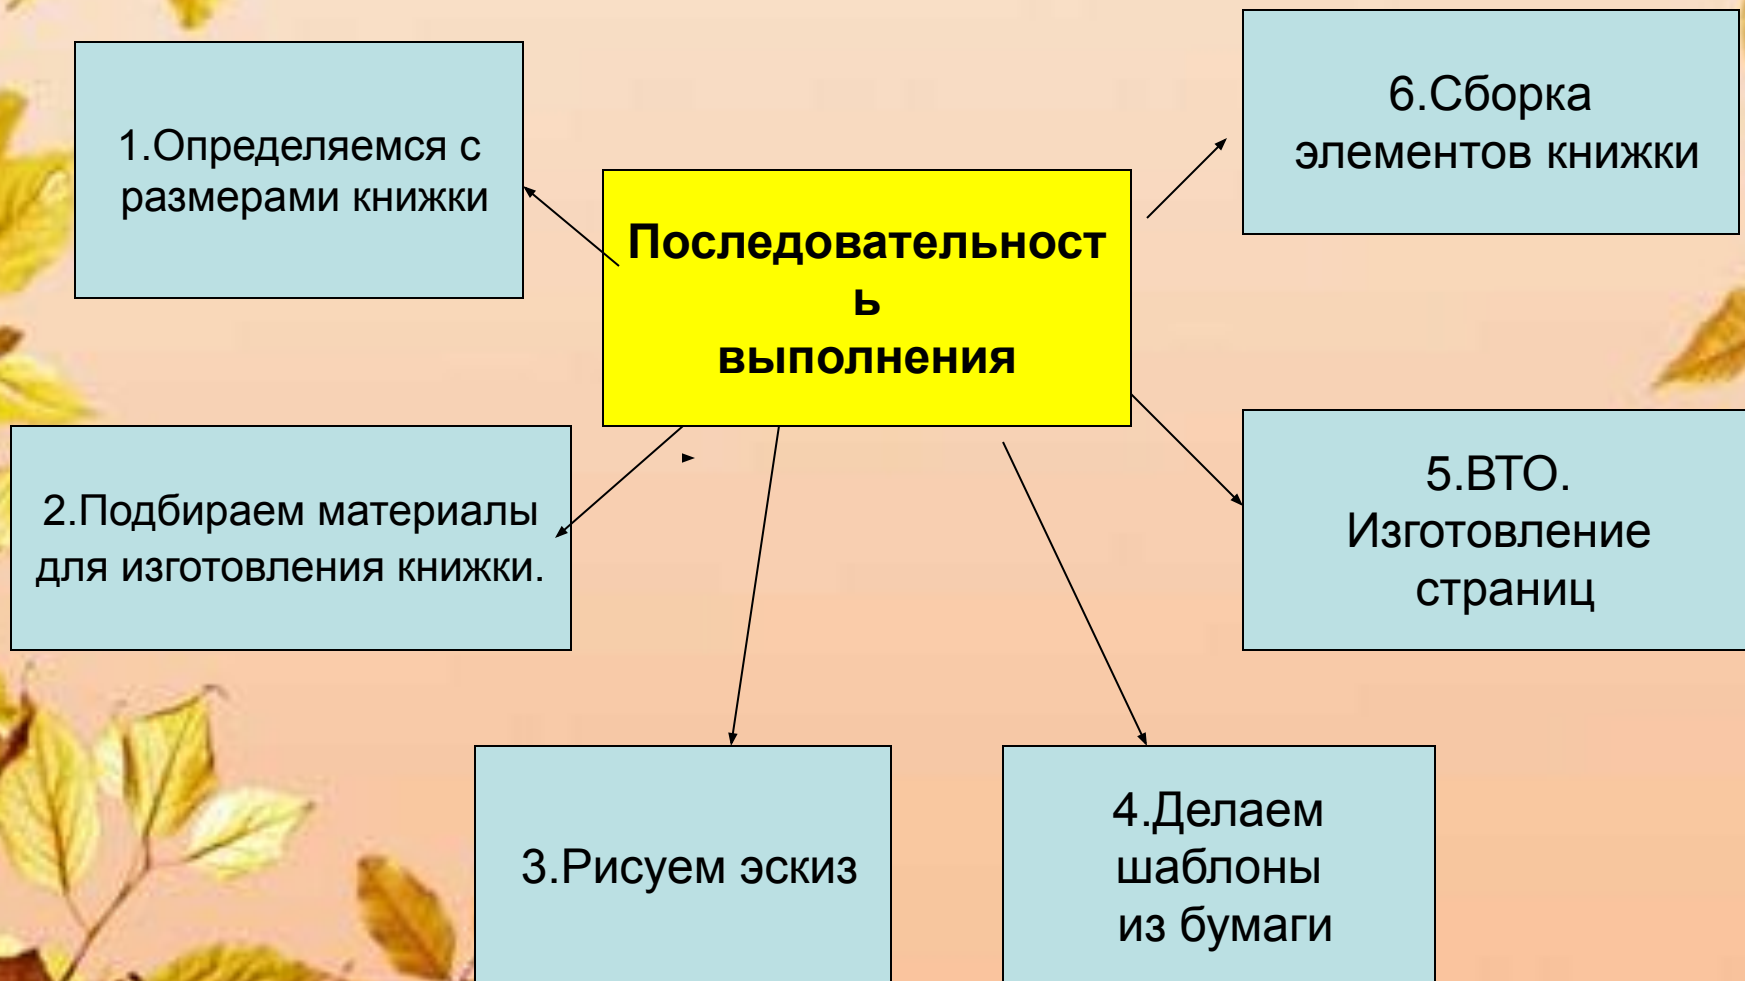 Последовательност
ь
выполнения
1.Определяемся с
размерами книжки
2.Подбираем материалы
для изготовления книжки.
3.Рисуем эскиз
4.Делаем
шаблоны
из бумаги
5.ВТО.
Изготовление
страниц
6.Сборка
элементов книжки